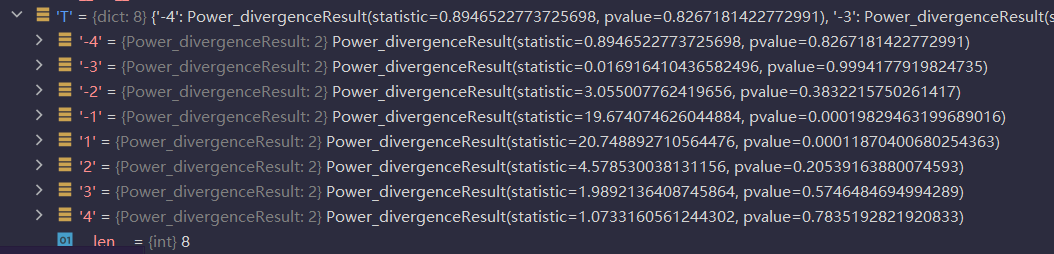 'T' = {dict: 8} {'-4': Power_divergenceResult(statistic=0.8946522773725698, pvalue=0.8267181422772991), '-3': Power_divergenceResult(s
'-4' = {Power_divergenceResult: 2} Power_divergenceResult(statistic=0.8946522773725698, pvalue=0.8267181422772991)
'-3' = {Power_divergenceResult: 2} Power_divergenceResult(statistic=0.016916410436582496, pvalue=0.9994177919824735)
'-2' = {Power_divergenceResult: 2} Power_divergenceResult(statistic=3.055007762419656, pvalue=0.3832215750261417)
'-1' = {Power_divergenceResult: 2} Power_divergenceResult(statistic=19.674074626044884, pvalue=0.00019829463199689016)
'1' = {Power_divergenceResult: 2} Power_divergenceResult(statistic=20.748892710564476, pvalue=0.00011870400680254363)
'2' = {Power_divergenceResult: 2} Power_divergenceResult(statistic=4.578530038131156, pvalue=0.20539163880074593)
'3' = {Power_divergenceResult: 2} Power_divergenceResult(statistic=1.9892136408745864, pvalue=0.5746484694994289)
'4' = {Power_divergenceResult: 2} Power_divergenceResult(statistic=1.0733160561244302, pvalue=0.7835192821920833)
01 __len__ = {int} 8